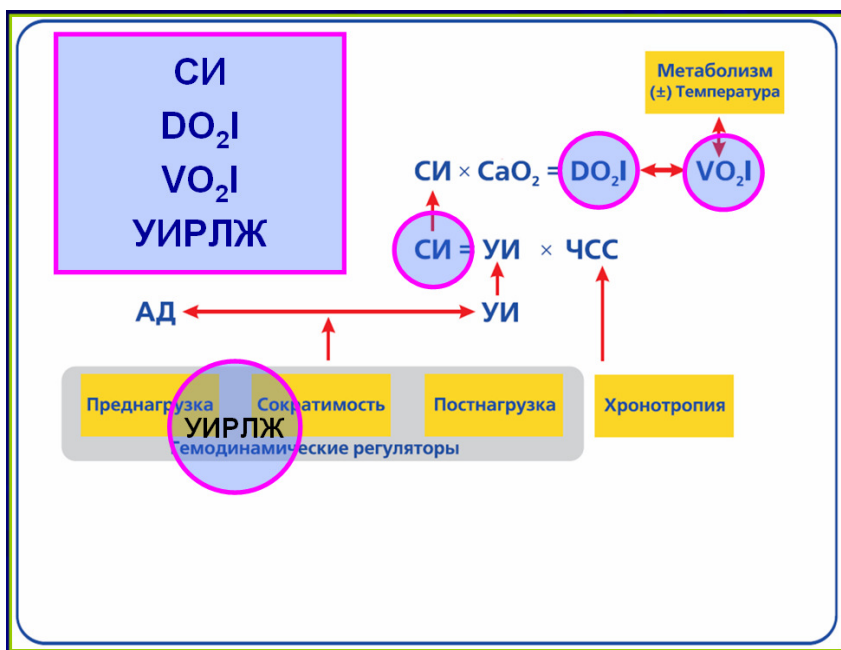 СИ
DO₂I
VO₂I
УИРЛЖ
Метаболизм
(±) Температура
СИ × CaO₂ = DO₂I VO₂I
СИ = УИ × ЧСС
АД УИ
Преднагрузка Сократимость Постнагрузка Хронотропия
УИРЛЖ
Гемодинамические регуляторы